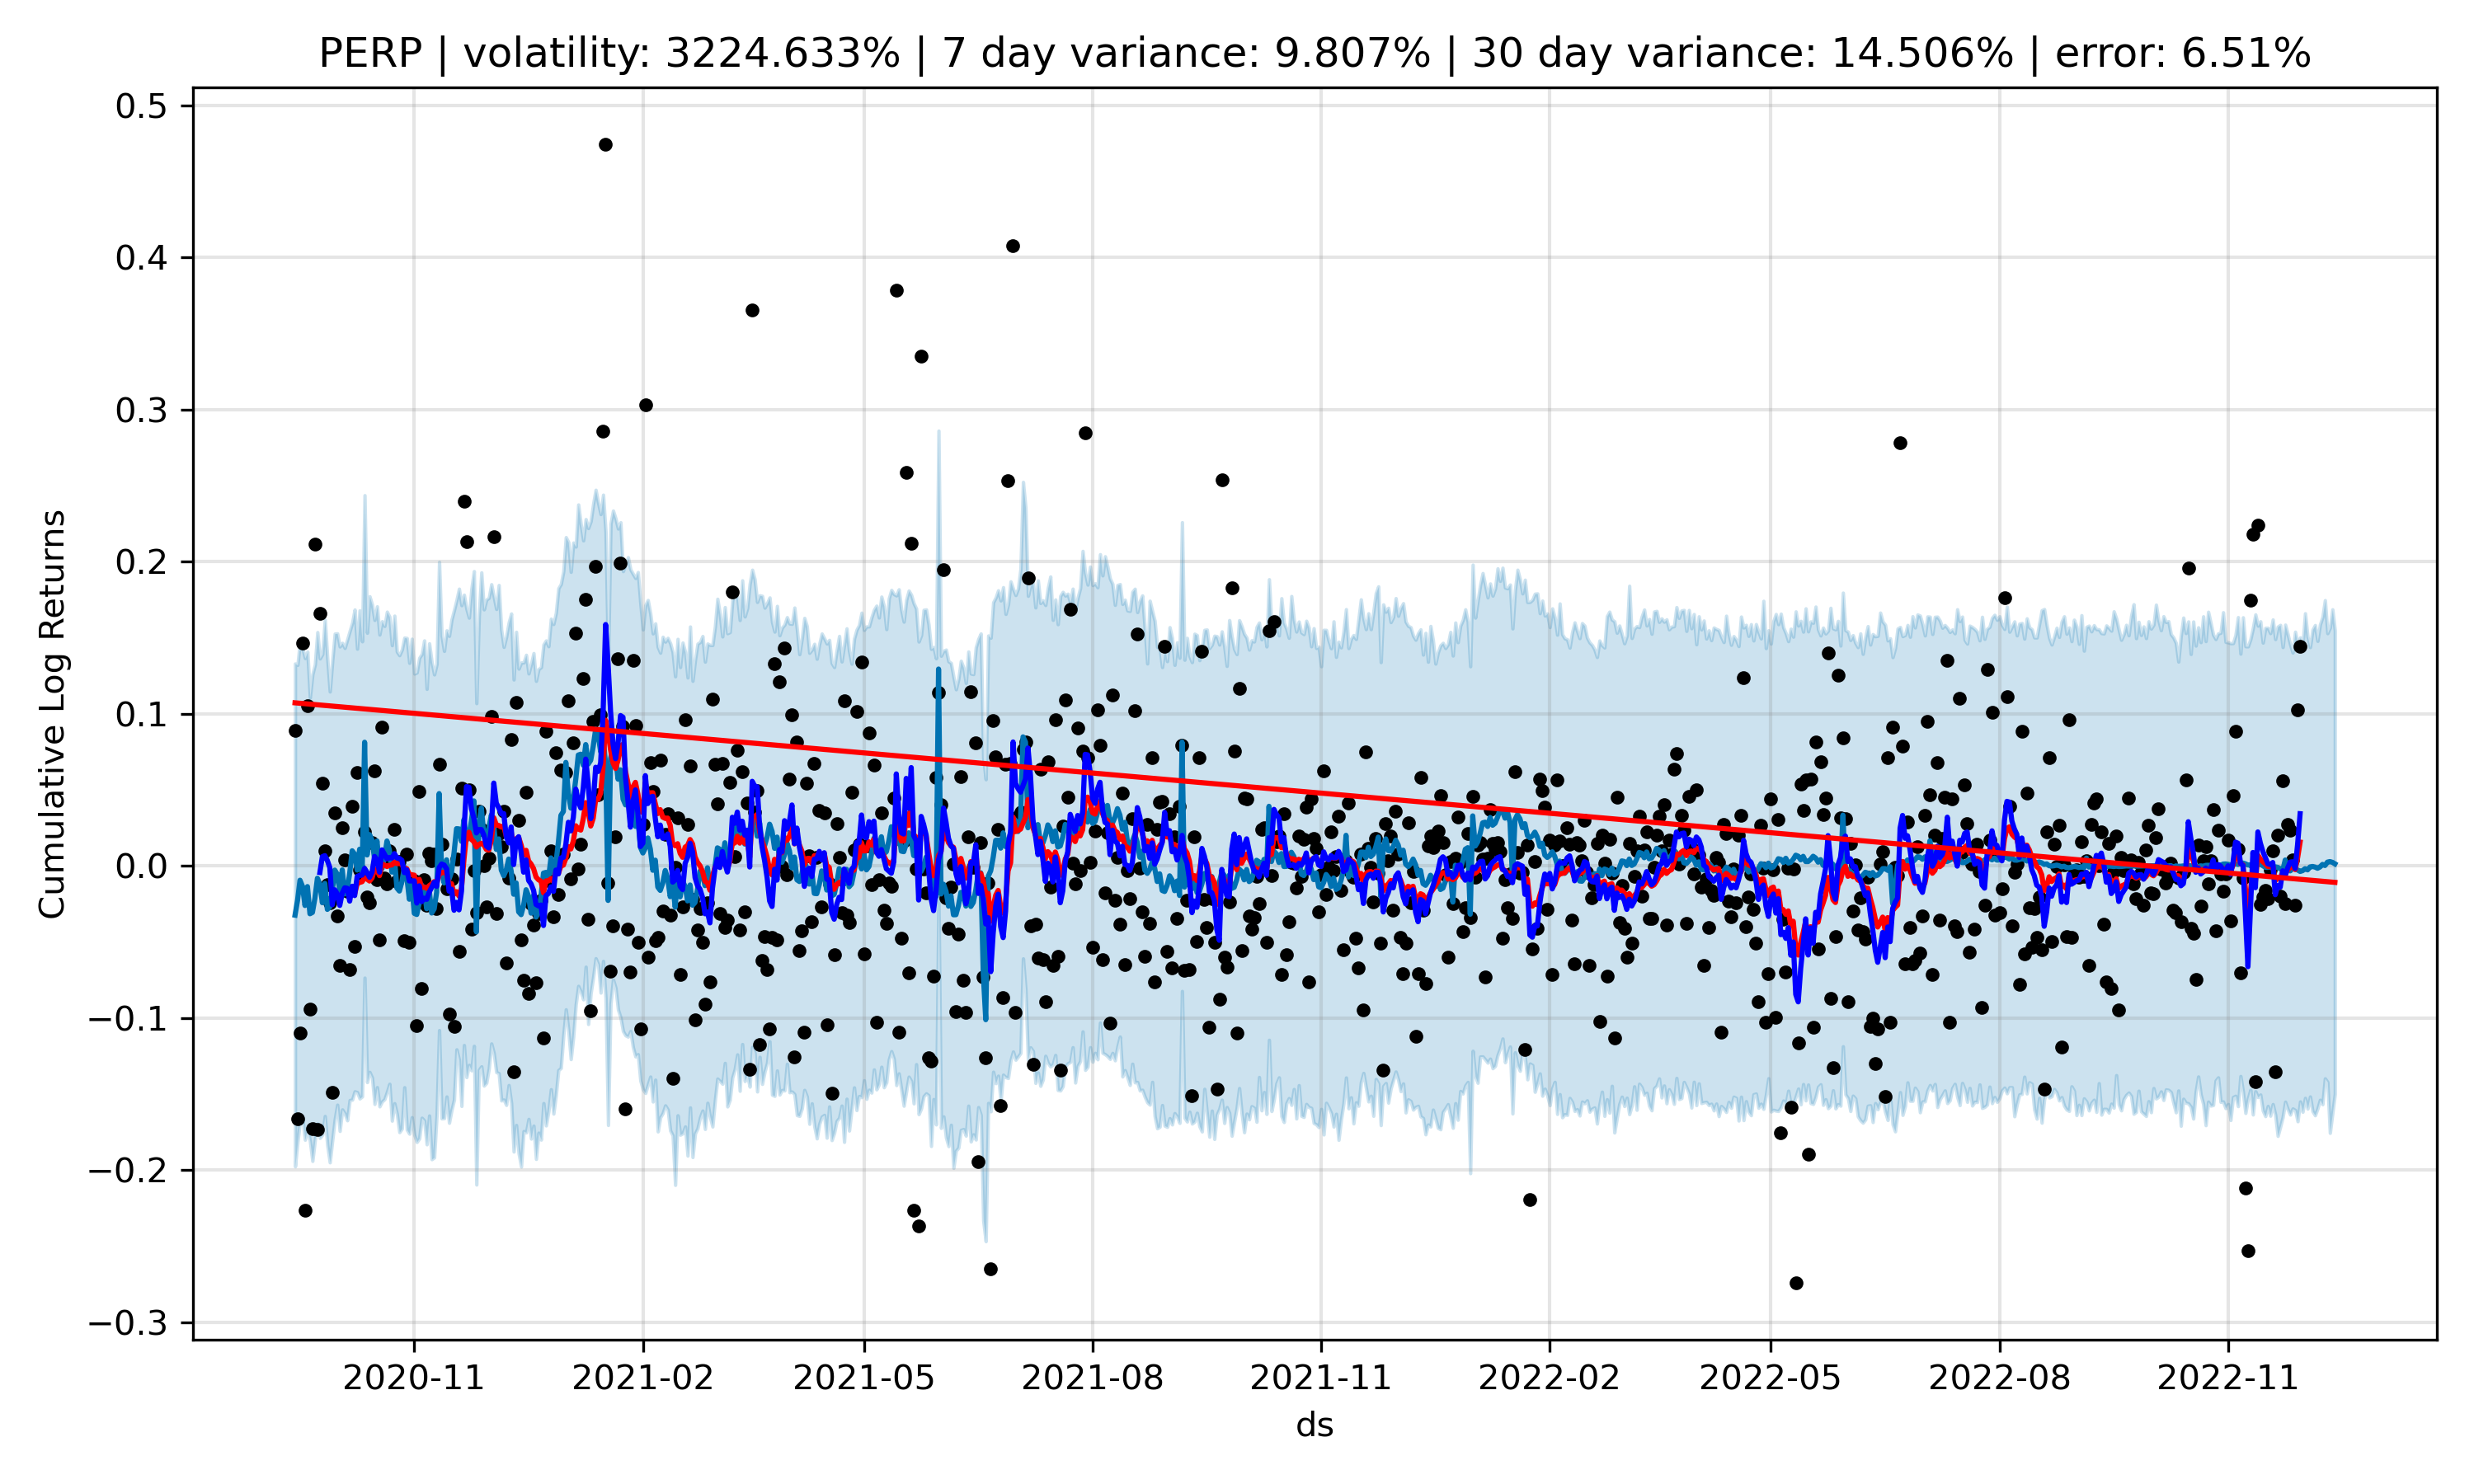 PERP | volatility: 3224.633% | 7 day variance: 9.807% | 30 day variance: 14.506% | error: 6.51%
Cumulative Log Returns
0.5
0.4
0.3
0.2
0.1
0.0
−0.1
−0.2
−0.3
2020-11 2021-02 2021-05 2021-08 2021-11 2022-02 2022-05 2022-08 2022-11
ds